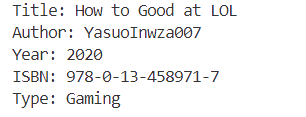 Title: How to Good at LOL
Author: YasuoInwza007
Year: 2020
ISBN: 978-0-13-458971-7
Type: Gaming